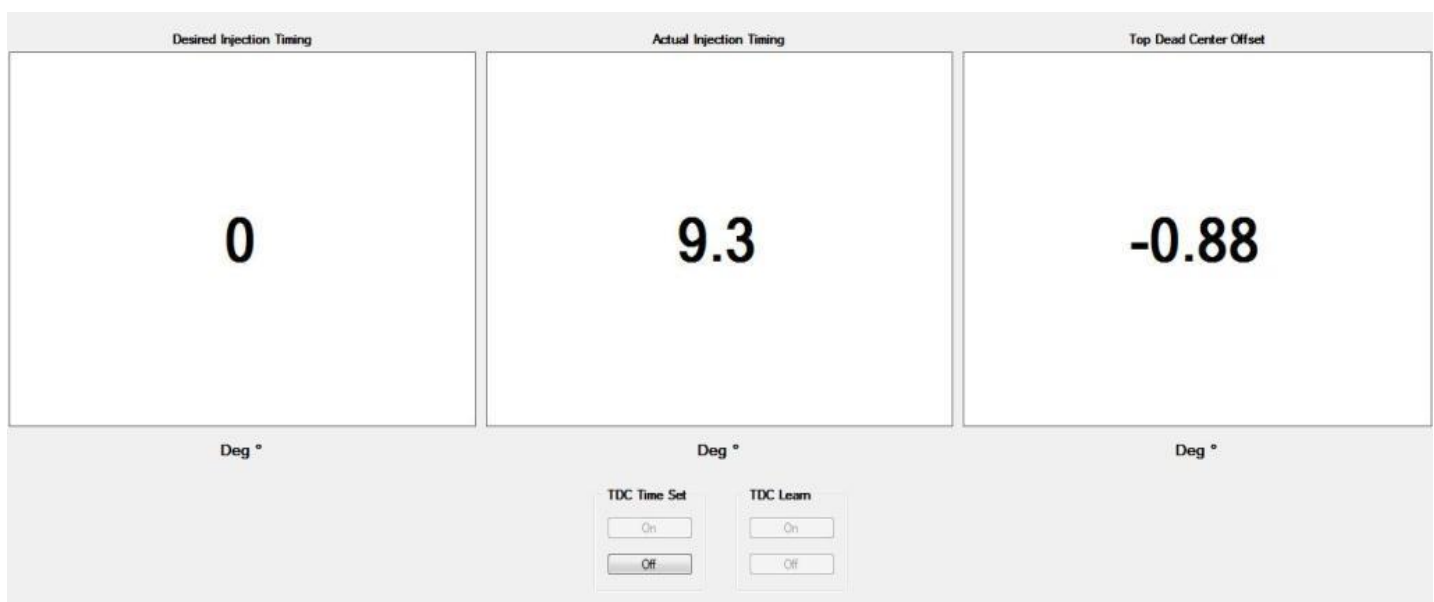 Desired Injection Timing
Actual Injection Timing
Top Dead Center Offset
0
9.3
-0.88
Deg °
Deg °
Deg °
TDC Time Set
TDC Learn
On
On
Off
Off